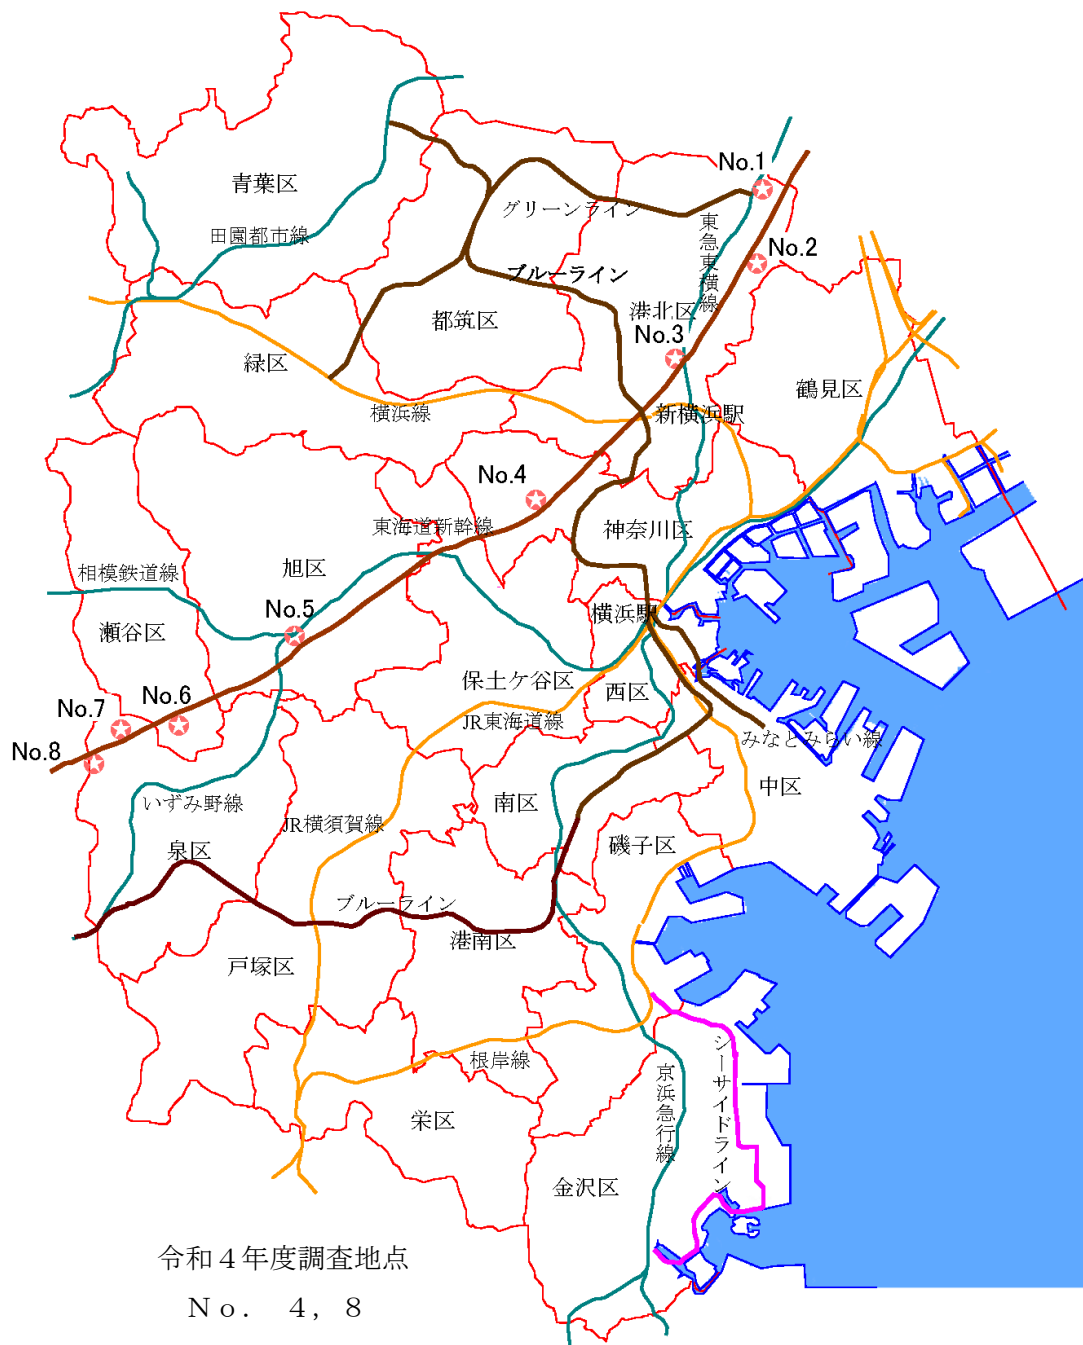 No.1
青葉区
グリーンライン
東急東横線
田園都市線
No.2
ブルーライン
港北区
都筑区
No.3
緑区
鶴見区
横浜線
新横浜駅
No.4
東海道新幹線
神奈川区
旭区
相模鉄道線
No.5
横浜駅
瀬谷区
保土ケ谷区
西区
No.6
No.7
JR東海道線
みなとみらい線
No.8
中区
いずみ野線
南区
JR横須賀線
磯子区
泉区
ブルーライン
港南区
戸塚区
根岸線
シーサイドライン
京浜急行線
栄区
金沢区
令和４年度調査地点
Ｎｏ． ４，８